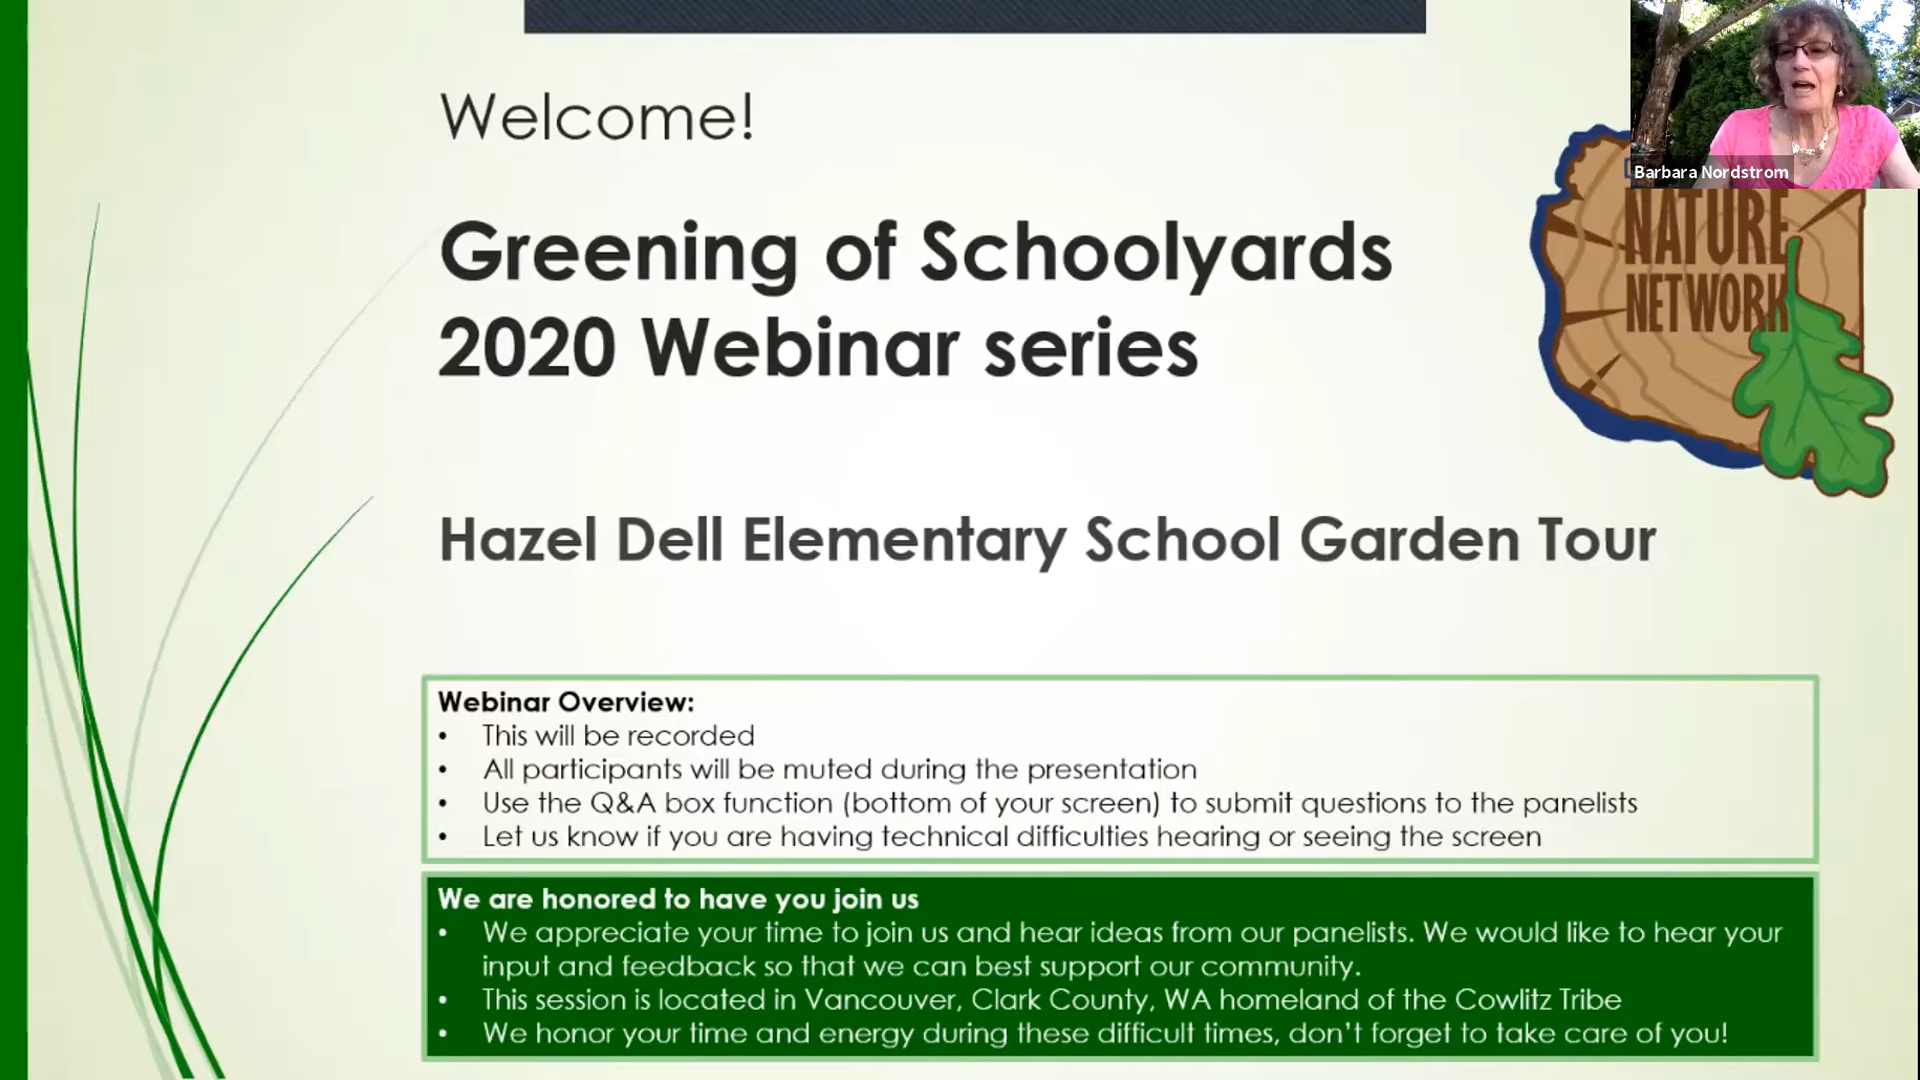 Welcome!
Greening of Schoolyards
2020 Webinar series
Barbara Nordstrom
NATURE
NETWORK
Hazel Dell Elementary School Garden Tour
Webinar Overview:
• This will be recorded
• All participants will be muted during the presentation
• Use the Q&A box function (bottom of your screen) to submit questions to the panelists
• Let us know if you are having technical difficulties hearing or seeing the screen
We are honored to have you join us
• We appreciate your time to join us and hear ideas from our panelists. We would like to hear your
input and feedback so that we can best support our community.
• This session is located in Vancouver, Clark County, WA homeland of the Cowlitz Tribe
• We honor your time and energy during these difficult times, don't forget to take care of you!